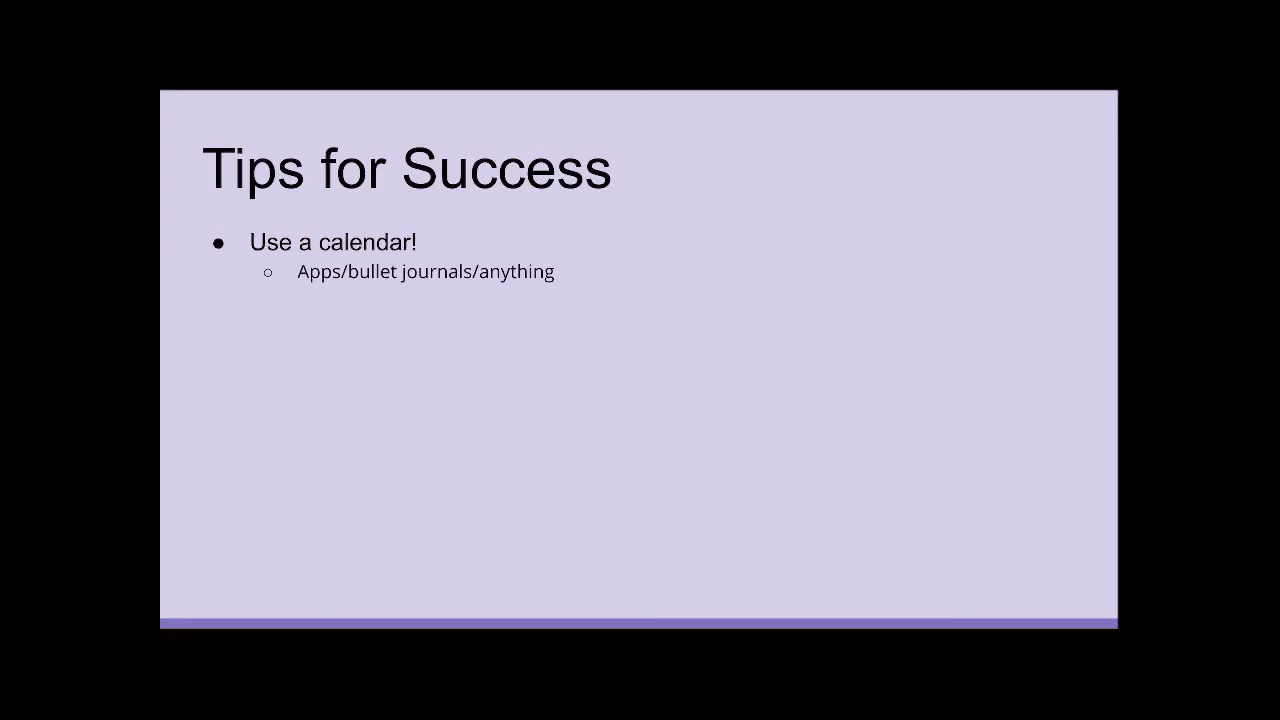 Tips for Success
● Use a calendar!
○ Apps/bullet journals/anything